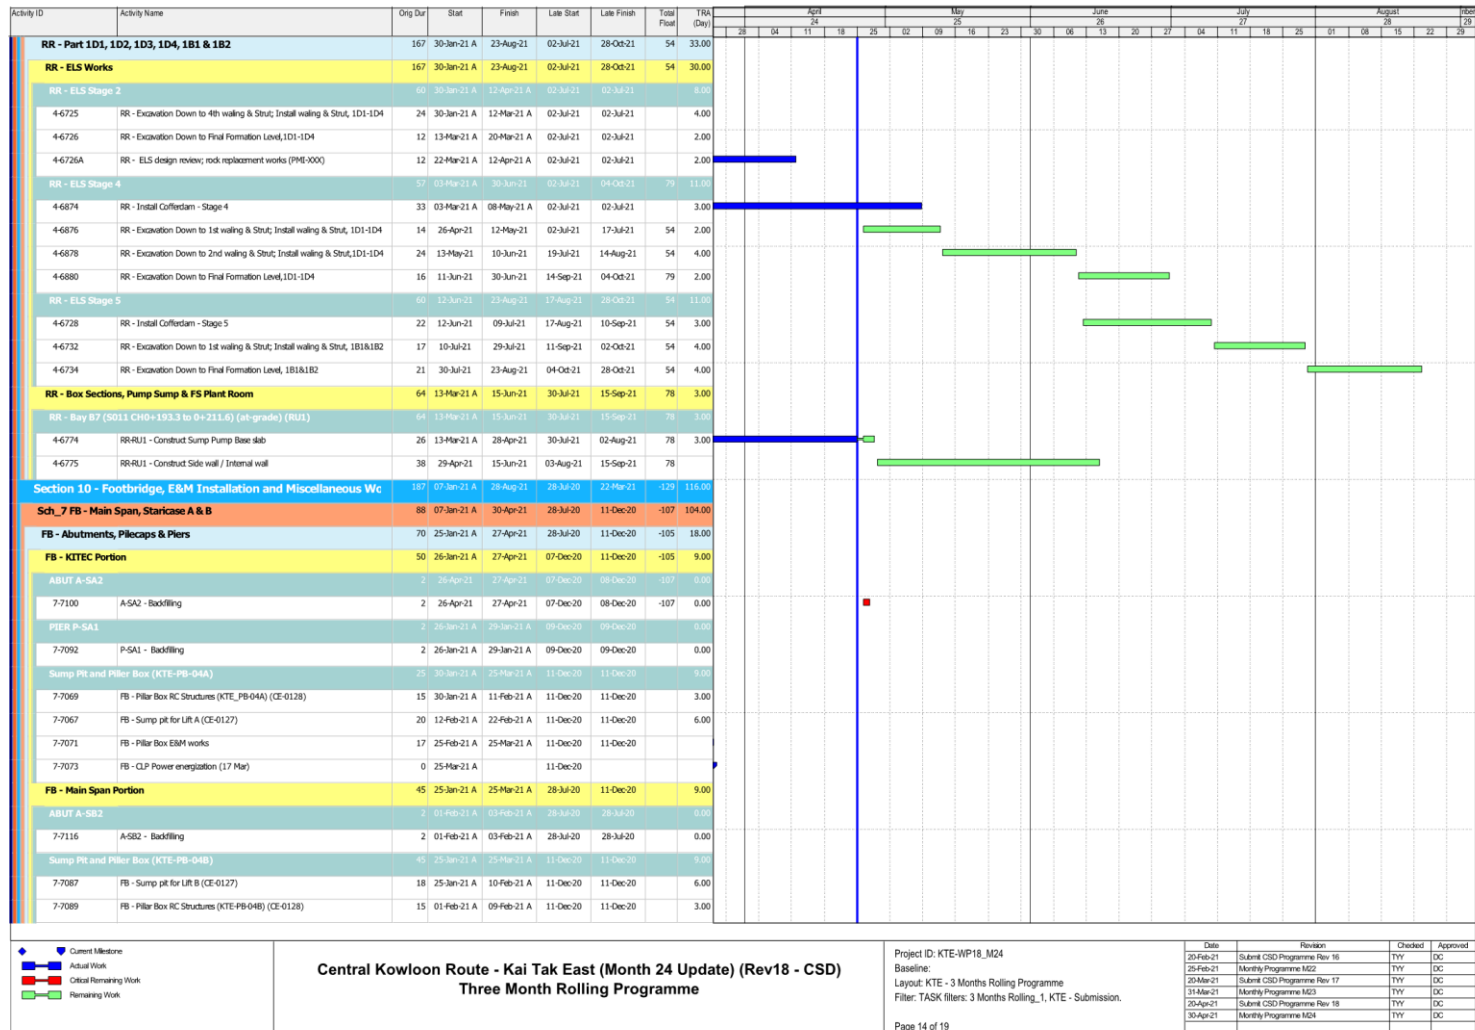 Activity ID Activity Name Orig Dur Start Finish Late Start Late Finish Total Float TRA (Day) April May June July August
24 25 26 27 28 29
28 04 11 18 25 02 09 16 23 30 06 13 20 27 04 11 18 25 01 08 15 22 29
RR - Part 1D1, 1D2, 1D3, 1D4, 1B1 & 1B2 167 30-Jan-21 A 23-Aug-21 02-Jul-21 28-Oct-21 54 33.00
RR - ELS Works 167 30-Jan-21 A 23-Aug-21 02-Jul-21 28-Oct-21 54 30.00
RR - ELS Stage 2 60 30-Jan-21 A 12-Apr-21 A 02-Jul-21 02-Jul-21 8.00
4-6725 RR - Excavation Down to 4th waling & Strut; Install waling & Strut, 1D1-1D4 24 30-Jan-21 A 12-Mar-21 A 02-Jul-21 02-Jul-21 4.00
4-6726 RR - Excavation Down to Final Formation Level,1D1-1D4 12 13-Mar-21 A 20-Mar-21 A 02-Jul-21 02-Jul-21 2.00
4-6726A RR - ELS design review; rock replacement works (PMI-XXX) 12 22-Mar-21 A 12-Apr-21 A 02-Jul-21 02-Jul-21 2.00
RR - ELS Stage 4 57 03-Mar-21 A 30-Jun-21 02-Jul-21 04-Oct-21 79 11.00
4-6874 RR - Install Cofferdam - Stage 4 33 03-Mar-21 A 08-May-21 A 02-Jul-21 02-Jul-21 3.00
4-6876 RR - Excavation Down to 1st waling & Strut; Install waling & Strut, 1D1-1D4 14 26-Apr-21 12-May-21 02-Jul-21 17-Jul-21 54 2.00
4-6878 RR - Excavation Down to 2nd waling & Strut; Install waling & Strut,1D1-1D4 24 13-May-21 10-Jun-21 19-Jul-21 14-Aug-21 54 4.00
4-6880 RR - Excavation Down to Final Formation Level,1D1-1D4 16 11-Jun-21 30-Jun-21 14-Sep-21 04-Oct-21 79 2.00
RR - ELS Stage 5 60 12-Jun-21 23-Aug-21 17-Aug-21 28-Oct-21 54 11.00
4-6728 RR - Install Cofferdam - Stage 5 22 12-Jun-21 09-Jul-21 17-Aug-21 10-Sep-21 54 3.00
4-6732 RR - Excavation Down to 1st waling & Strut; Install waling & Strut, 1B1&1B2 17 10-Jul-21 29-Jul-21 11-Sep-21 02-Oct-21 54 4.00
4-6734 RR - Excavation Down to Final Formation Level, 1B1&1B2 21 30-Jul-21 23-Aug-21 04-Oct-21 28-Oct-21 54 4.00
RR - Box Sections, Pump Sump & FS Plant Room 64 13-Mar-21 A 15-Jun-21 30-Jul-21 15-Sep-21 78 3.00
RR - Bay B7 (S011 CH0+193.3 to 0+211.6) (at-grade) (RU1) 64 13-Mar-21 A 15-Jun-21 30-Jul-21 15-Sep-21 78 3.00
4-6774 RR-RU1 - Construct Sump Pump Base slab 26 13-Mar-21 A 28-Apr-21 30-Jul-21 02-Aug-21 78 3.00
4-6775 RR-RU1 - Construct Side wall / Internal wall 38 29-Apr-21 15-Jun-21 03-Aug-21 15-Sep-21 78
Section 10 - Footbridge, E&M Installation and Miscellaneous Wo 187 07-Jan-21 A 28-Aug-21 28-Jul-20 22-Mar-21 -129 116.00
Sch_7 FB - Main Span, Staricase A & B 88 07-Jan-21 A 30-Apr-21 28-Jul-20 11-Dec-20 -107 104.00
FB - Abutments, Pilecaps & Piers 70 25-Jan-21 A 27-Apr-21 28-Jul-20 11-Dec-20 -105 18.00
FB - KITEC Portion 50 26-Jan-21 A 27-Apr-21 07-Dec-20 11-Dec-20 -105 9.00
ABUT A-SA2 2 26-Apr-21 27-Apr-21 07-Dec-20 08-Dec-20 -107 0.00
7-7100 A-SA2 - Backfilling 2 26-Apr-21 27-Apr-21 07-Dec-20 08-Dec-20 -107 0.00
PIER P-SA1 2 26-Jan-21 A 29-Jan-21 A 09-Dec-20 09-Dec-20 0.00
7-7092 P-SA1 - Backfilling 2 26-Jan-21 A 29-Jan-21 A 09-Dec-20 09-Dec-20 0.00
Sump Pit and Piller Box (KTE-PB-04A) 25 30-Jan-21 A 25-Mar-21 A 11-Dec-20 11-Dec-20 9.00
7-7069 FB - Pillar Box RC Structures (KTE_PB-04A) (CE-0128) 15 30-Jan-21 A 11-Feb-21 A 11-Dec-20 11-Dec-20 3.00
7-7067 FB - Sump pit for Lift A (CE-0127) 20 12-Feb-21 A 22-Feb-21 A 11-Dec-20 11-Dec-20 6.00
7-7071 FB - Pillar Box E&M works 17 25-Feb-21 A 25-Mar-21 A 11-Dec-20 11-Dec-20
7-7073 FB - CLP Power energization (17 Mar) 0 25-Mar-21 A 11-Dec-20
FB - Main Span Portion 45 25-Jan-21 A 25-Mar-21 A 28-Jul-20 11-Dec-20 9.00
ABUT A-SB2 2 01-Feb-21 A 03-Feb-21 A 28-Jul-20 28-Jul-20 0.00
7-7116 A-SB2 - Backfilling 2 01-Feb-21 A 03-Feb-21 A 28-Jul-20 28-Jul-20 0.00
Sump Pit and Piller Box (KTE-PB-04B) 45 25-Jan-21 A 25-Mar-21 A 11-Dec-20 11-Dec-20 9.00
7-7087 FB - Sump pit for Lift B (CE-0127) 18 25-Jan-21 A 10-Feb-21 A 11-Dec-20 11-Dec-20 6.00
7-7089 FB - Pillar Box RC Structures (KTE-PB-04B) (CE-0128) 15 01-Feb-21 A 09-Feb-21 A 11-Dec-20 11-Dec-20 3.00
Current Milestone
Actual Work
Critical Remaining Work
Remaining Work
Central Kowloon Route - Kai Tak East (Month 24 Update) (Rev18 - CSD)
Three Month Rolling Programme
Project ID: KTE-WP18_M24
Baseline:
Layout: KTE - 3 Months Rolling Programme
Filter: TASK filters: 3 Months Rolling_1, KTE - Submission.
Page 14 of 19
Date Revision Checked Approved
20-Feb-21 Submit CSD Programme Rev 16 TYY DC
25-Feb-21 Monthly Programme M22 TYY DC
20-Mar-21 Submit CSD Programme Rev 17 TYY DC
31-Mar-21 Monthly Programme M23 TYY DC
20-Apr-21 Submit CSD Programme Rev 18 TYY DC
30-Apr-21 Monthly Programme M24 TYY DC